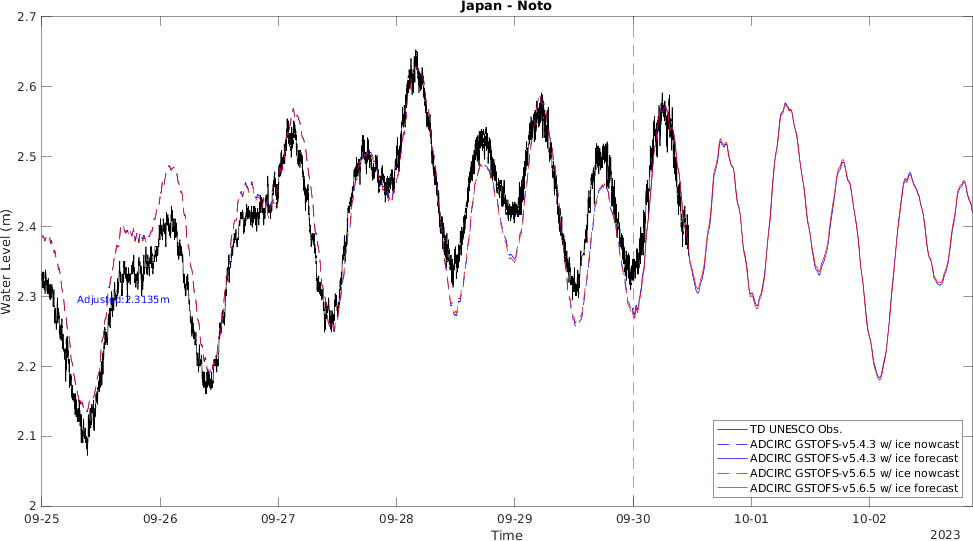 Japan - Noto
2.7
2.6
2.5
2.4
2.3
2.2
2.1
2
Water Level (m)
Adjusted:2.3135m
TD UNESCO Obs.
ADCIRC GSTOFS-v5.4.3 w/ ice nowcast
ADCIRC GSTOFS-v5.4.3 w/ ice forecast
ADCIRC GSTOFS-v5.6.5 w/ ice nowcast
ADCIRC GSTOFS-v5.6.5 w/ ice forecast
09-25 09-26 09-27 09-28 09-29 09-30 10-01 10-02
Time
2023